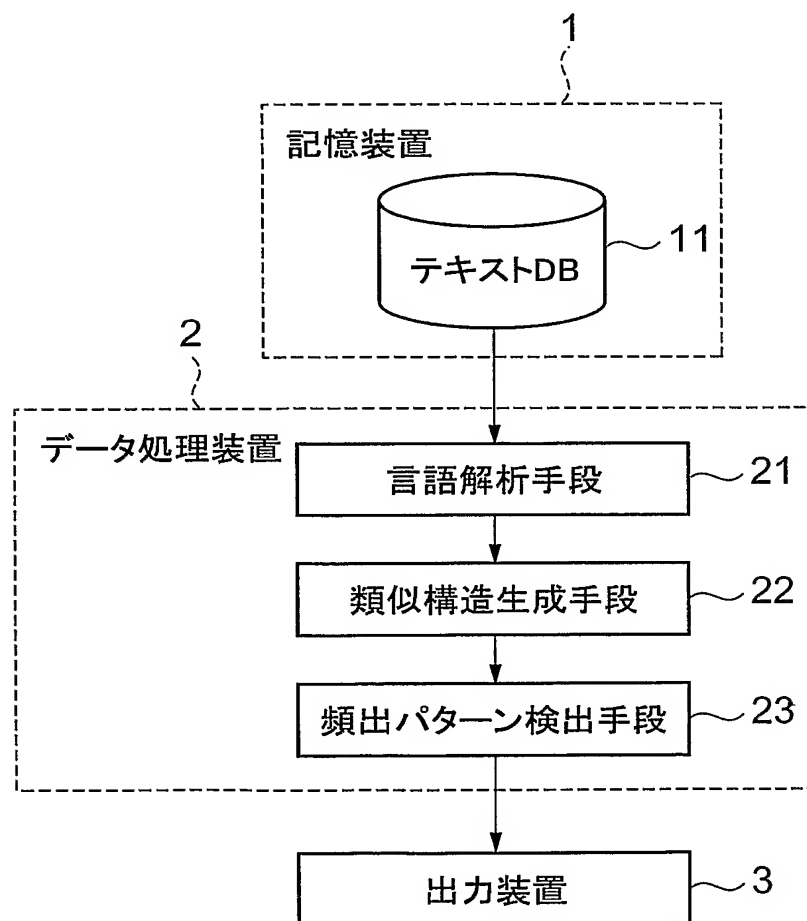 1
記憶装置
テキストDB
11
2
データ処理装置
言語解析手段
21
類似構造生成手段
22
頻出パターン検出手段
23
出力装置
3